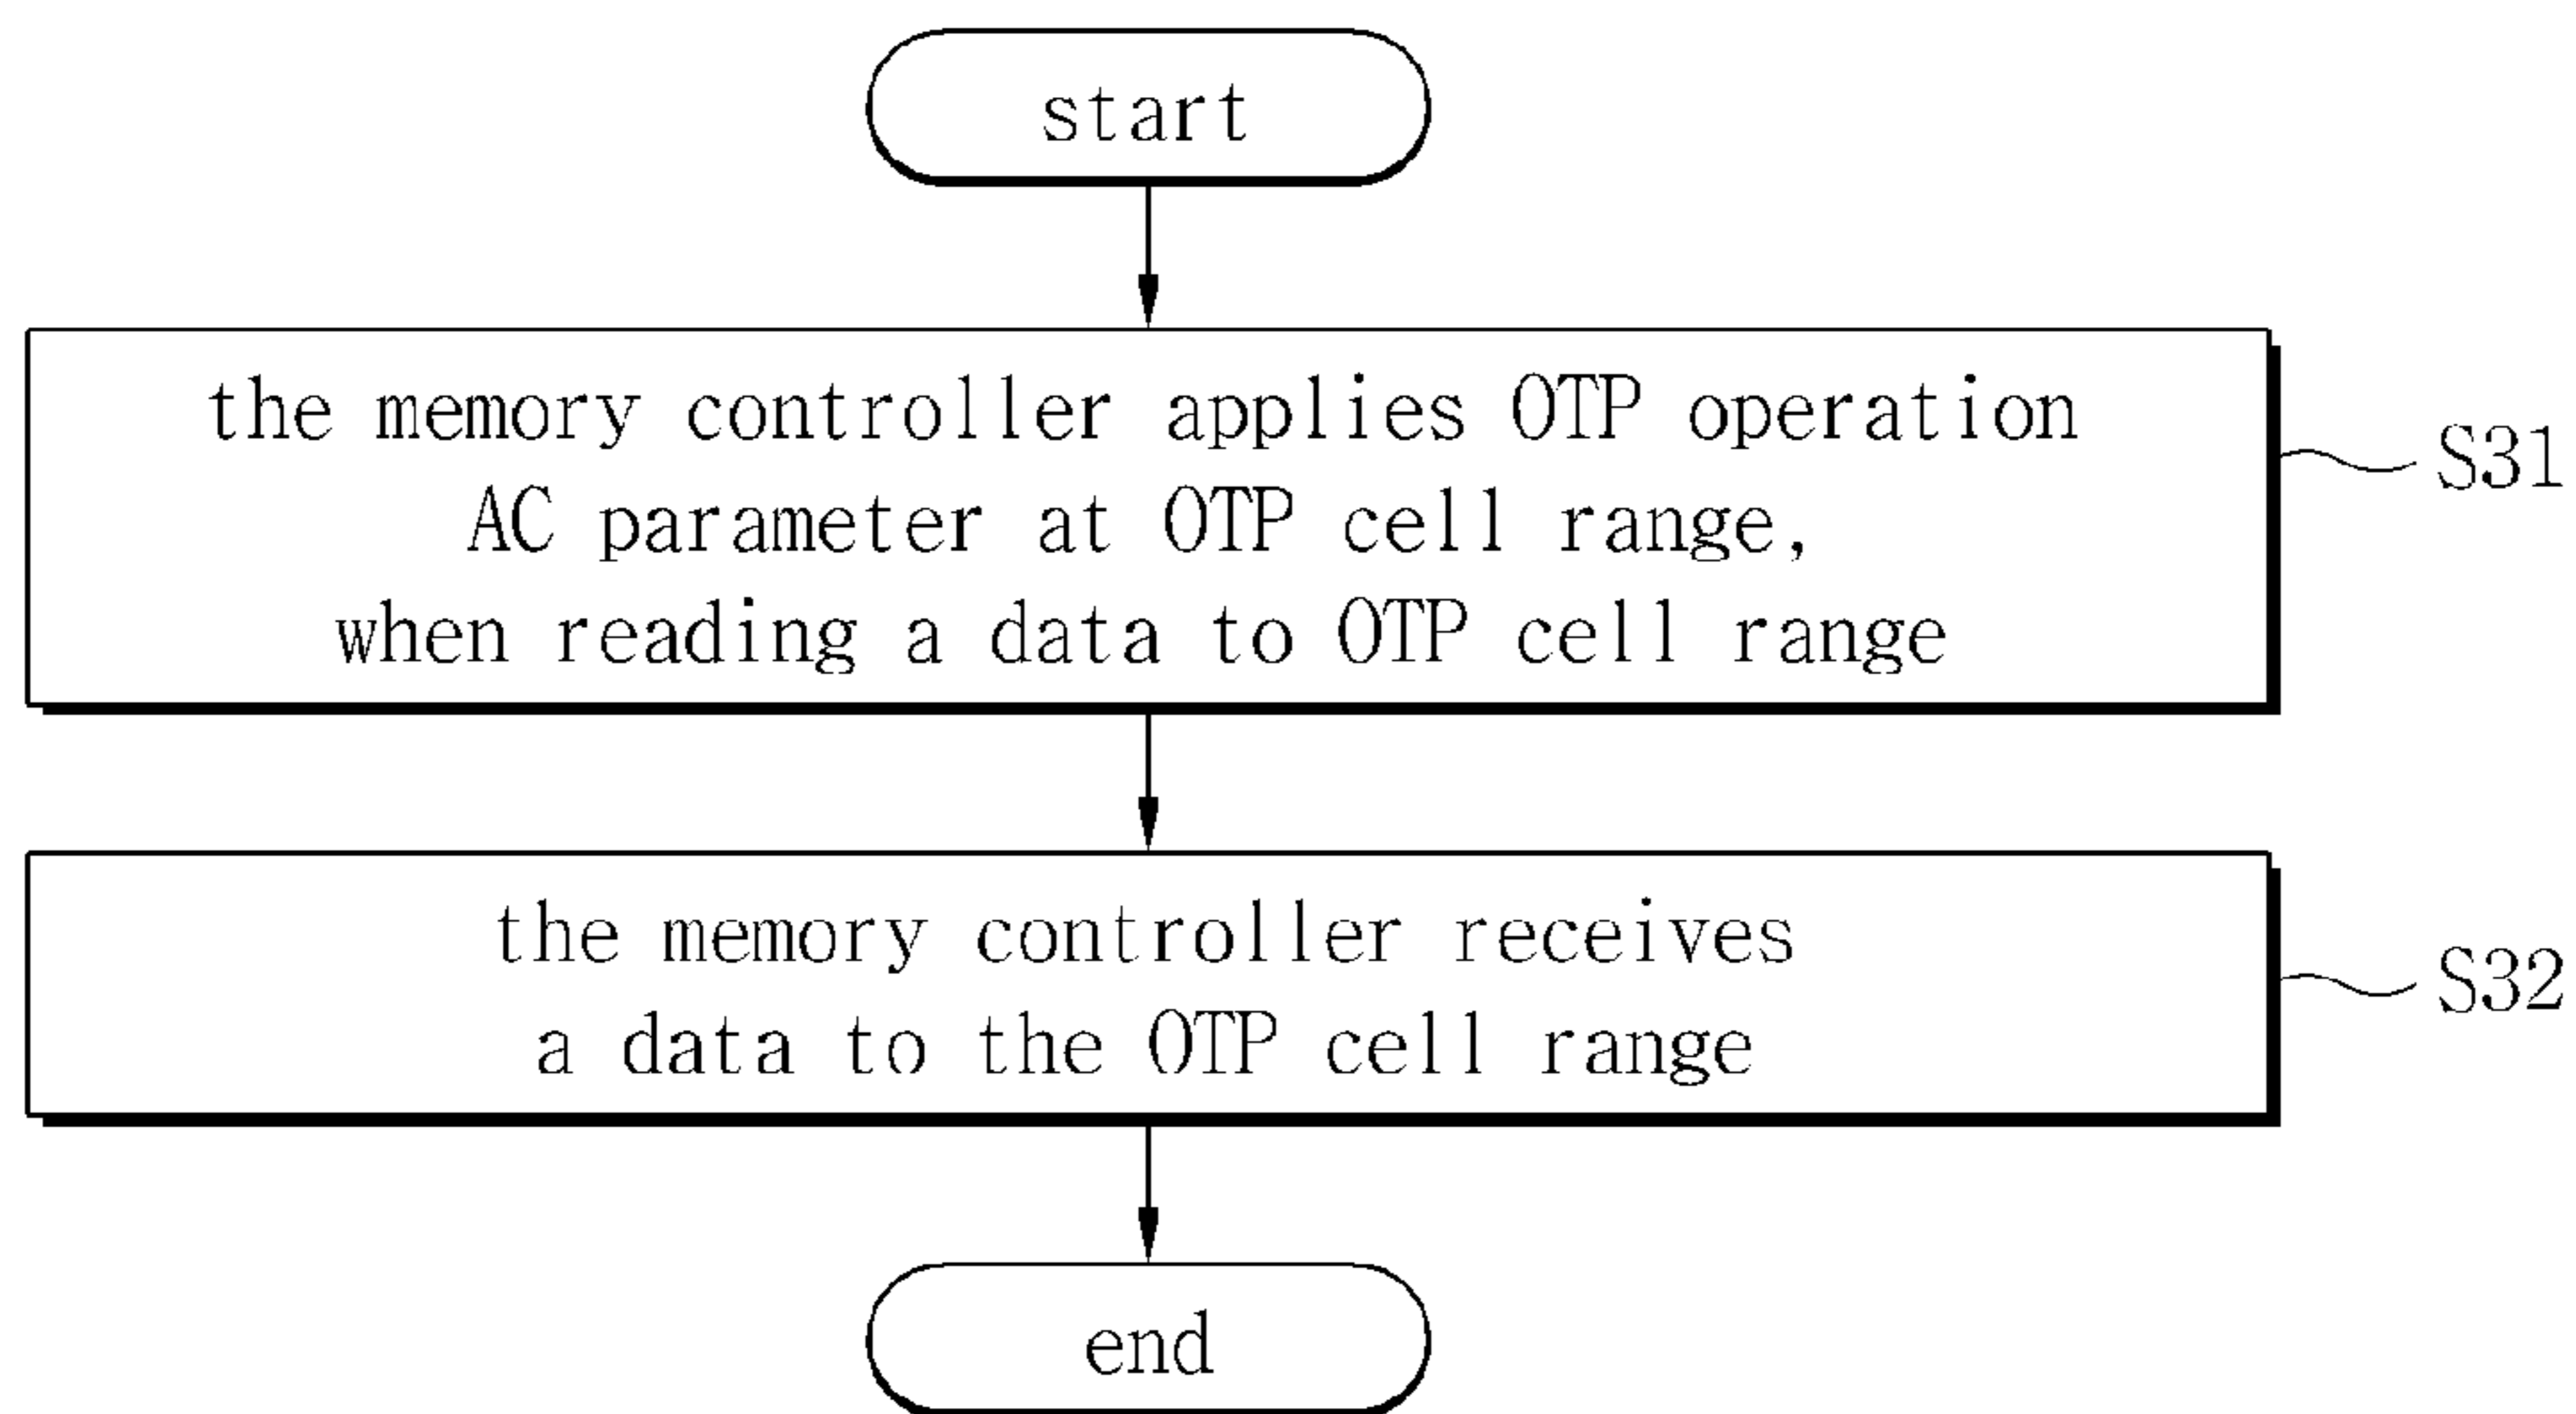 start
the memory controller applies OTP operation
AC parameter at OTP cell range,
when reading a data to OTP cell range
S31
the memory controller receives
a data to the OTP cell range
S32
end